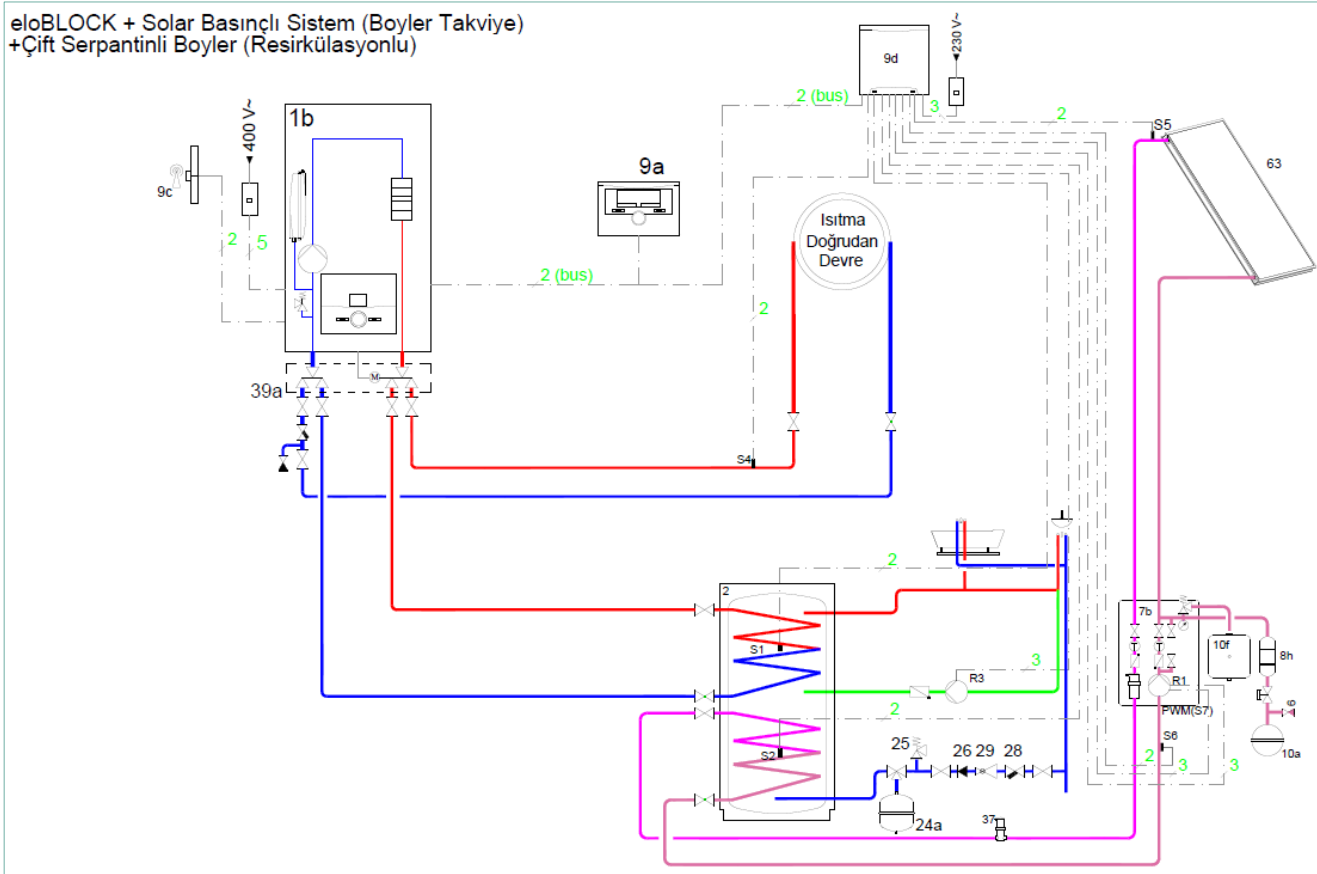 eloBLOCK + Solar Basınçlı Sistem (Boyler Takviye)
+Çift Serpantinli Boyler (Resirkülasyonlu)
9d
230 V~
2 (bus)
3
2
S5
1b
400 V~
63
9c
9a
Isıtma
Doğrudan
Devre
2
5
2 (bus)
2
M
39a
S4
2
2
7b
10f
8h
S1
R3
3
R1
PWM(S7)
6
2
S2
25
26
29
28
S6
10a
2
3
3
24a
37